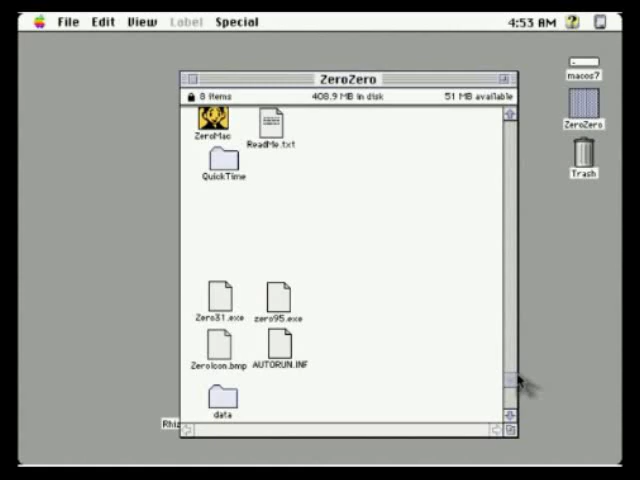 File Edit View Label Special 4:53 AM
ZeroZero
8 items 408.9 MB in disk 51 MB available
macos7
ZeroZero
Trash
ZeroMac
ReadMe.txt
QuickTime
Zero31.exe zero95.exe
ZeroIcon.bmp AUTORUN.INF
data
Rhiz